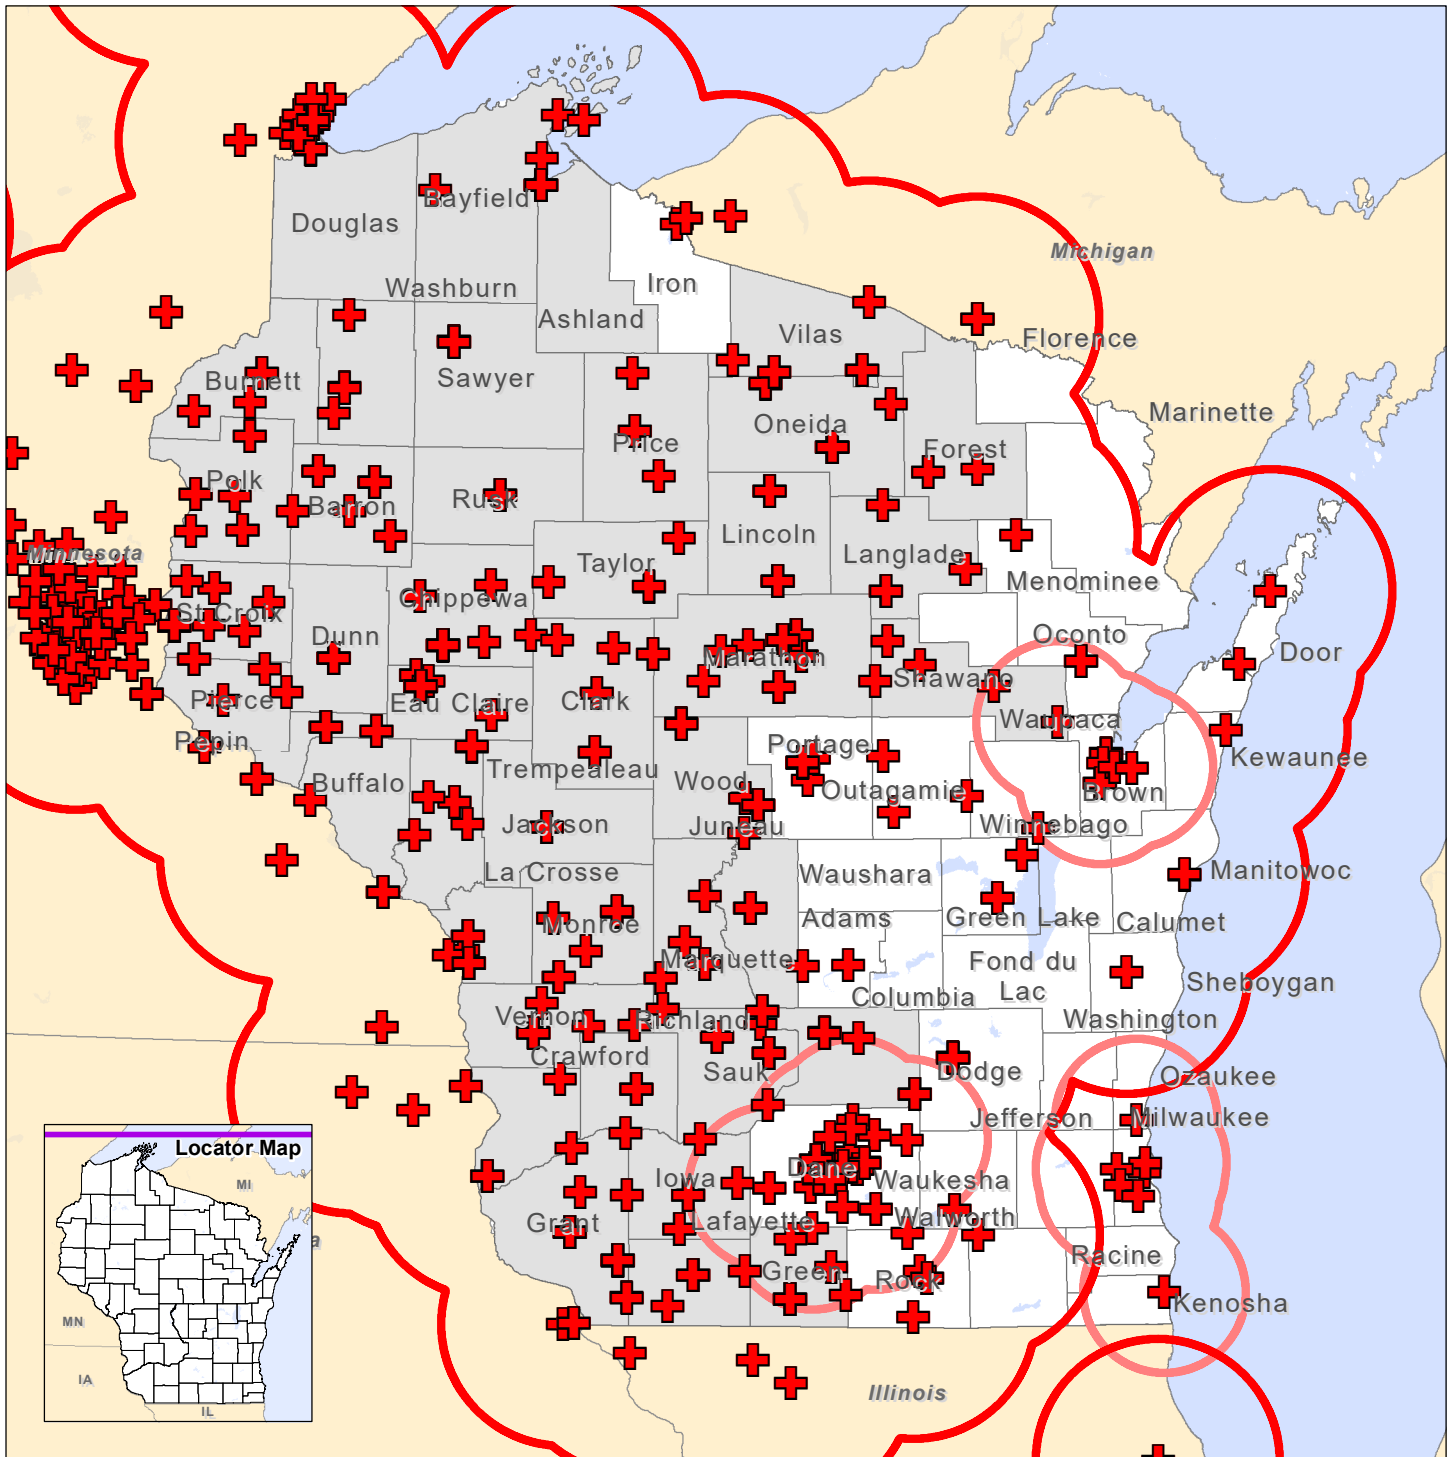 Douglas
Bayfield
Michigan
Iron
Washburn
Ashland
Vilas
Florence
Burnett
Sawyer
Marinette
Oneida
Price
Forest
Polk
Barron
Rusk
Lincoln
Minnesota
Langlade
Taylor
Menominee
Chippewa
St Croix
Dunn
Oconto
Door
Marathon
Shawano
Pierce
Eau Claire
Clark
Waupaca
Pepin
Portage
Kewaunee
Trempealeau
Buffalo
Wood
Outagamie
Brown
Jackson
Juneau
Winnebago
La Crosse
Waushara
Manitowoc
Monroe
Adams
Green Lake
Calumet
Marquette
Fond du
Lac
Sheboygan
Columbia
Vernon
Richland
Washington
Crawford
Sauk
Dodge
Ozaukee
Jefferson
Milwaukee
Dane
Iowa
Waukesha
Grant
Lafayette
Walworth
Racine
Green
Rock
Kenosha
Illinois
Locator Map
MI
MN
IA
IL
a